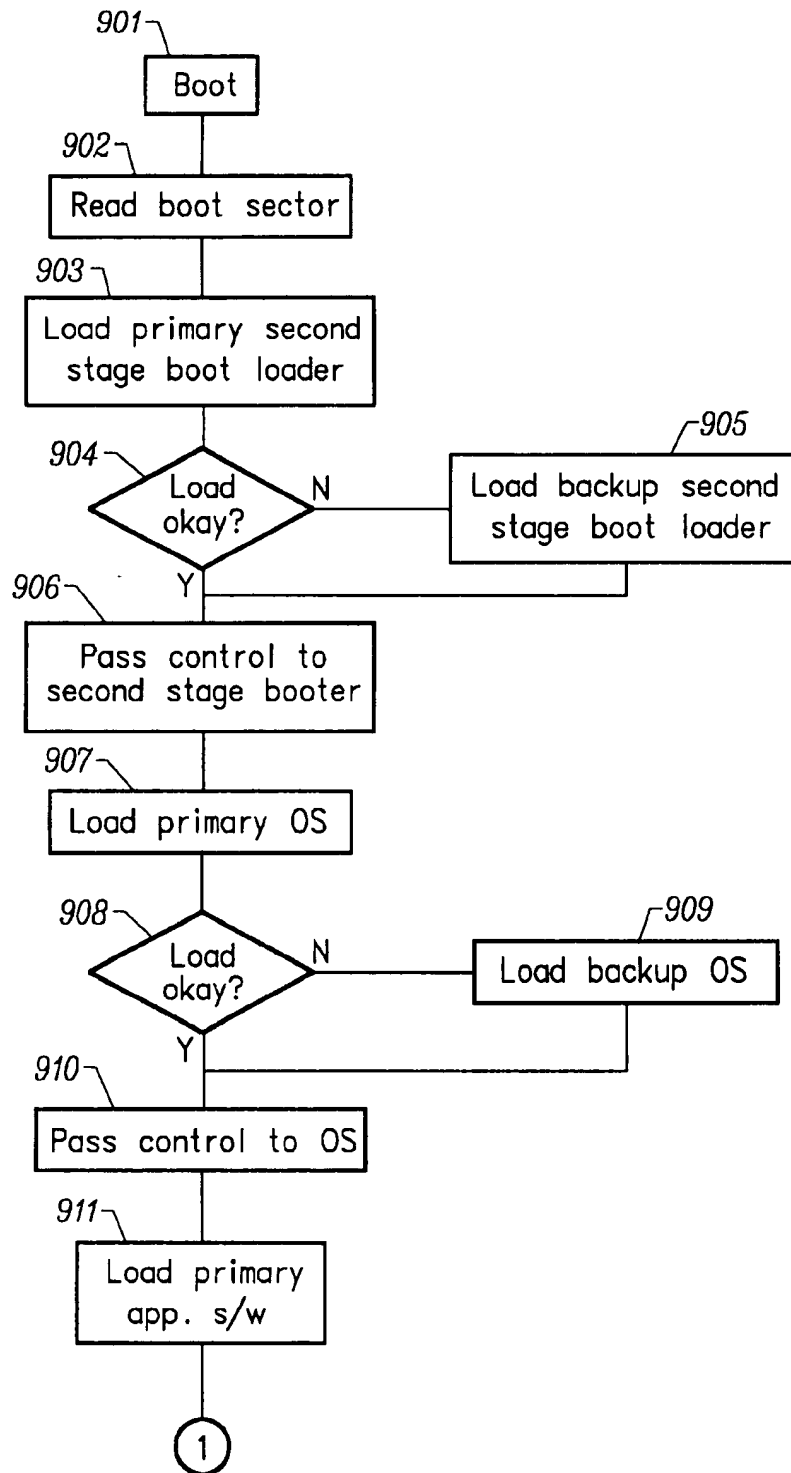 901
Boot
902
Read boot sector
903
Load primary second
stage boot loader
904
Load
okay?
N
905
Load backup second
stage boot loader
Y
906
Pass control to
second stage booter
907
Load primary OS
908
Load
okay?
N
909
Load backup OS
Y
910
Pass control to OS
911
Load primary
app. s/w
1